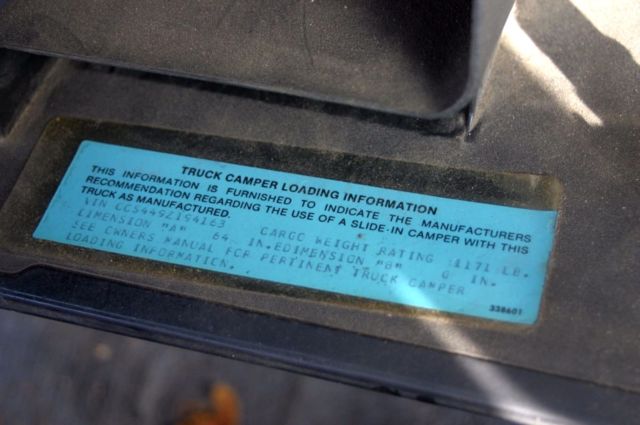 TRUCK CAMPER LOADING INFORMATION
THIS INFORMATION IS FURNISHED TO INDICATE THE MANUFACTURERS
RECOMMENDATION REGARDING THE USE OF A SLIDE-IN CAMPER WITH THIS
TRUCK AS MANUFACTURED.
VIN CCS449Z154163 CARGO WEIGHT RATING 1171 LB.
DIMENSION "A" 64. IN. DIMENSION "B" 0 IN.
SEE OWNERS MANUAL FOR PERTINENT TRUCK CAMPER
LOADING INFORMATION.
338601